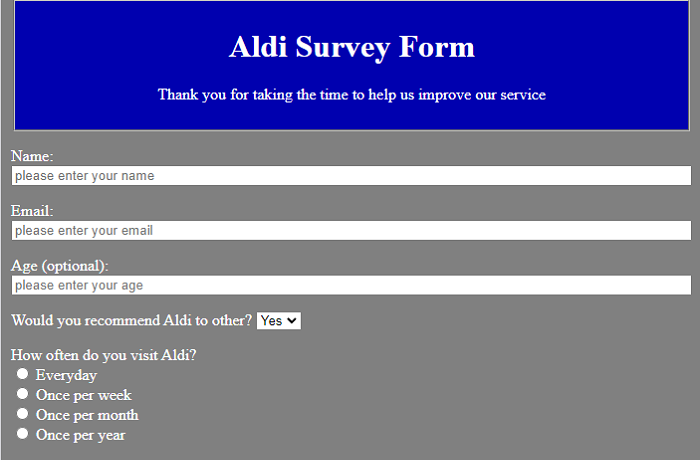 Aldi Survey Form
Thank you for taking the time to help us improve our service
Name:
please enter your name
Email:
please enter your email
Age (optional):
please enter your age
Would you recommend Aldi to other? Yes
How often do you visit Aldi?
Everyday
Once per week
Once per month
Once per year